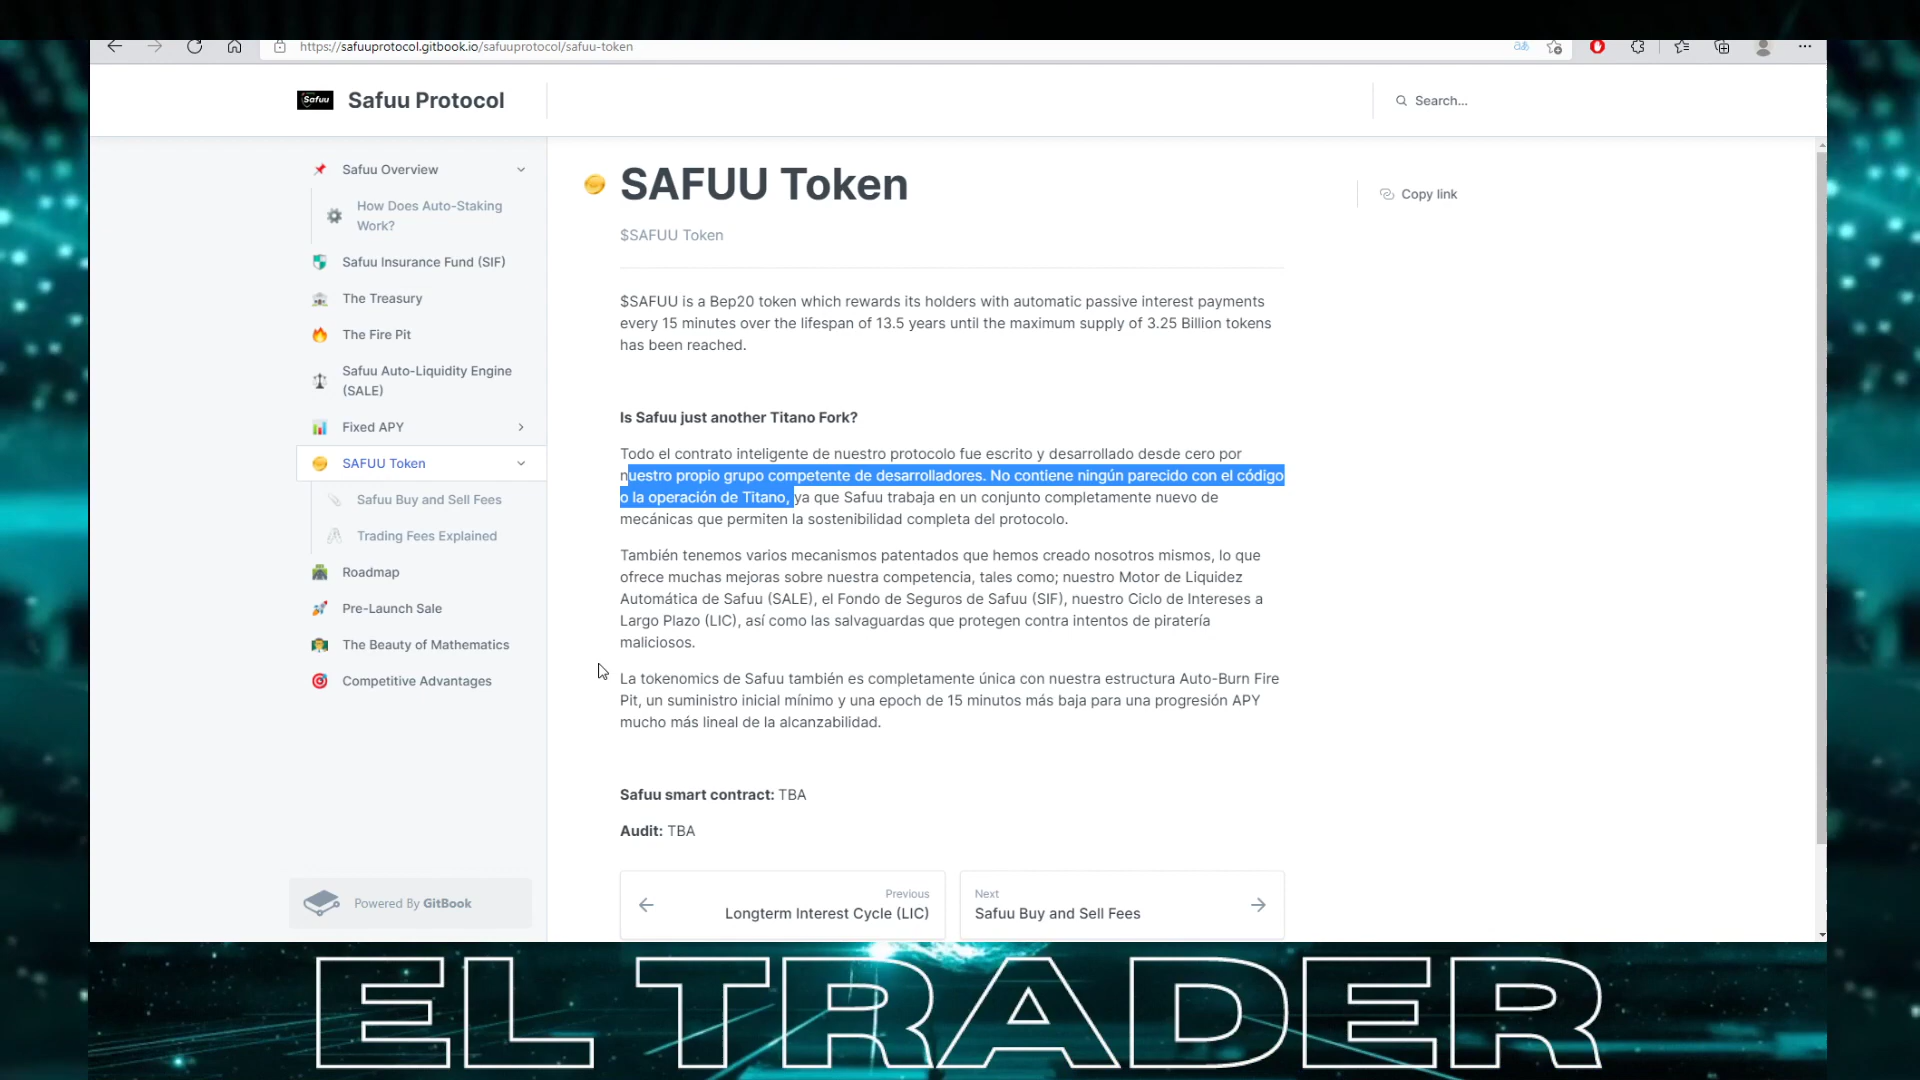 https://safuuprotocol.gitbook.io/safuuprotocol/safuu-token
Safuu
Safuu Protocol
Search...
Safuu Overview
How Does Auto-Staking
Work?
Safuu Insurance Fund (SIF)
The Treasury
The Fire Pit
Safuu Auto-Liquidity Engine
(SALE)
Fixed APY
SAFUU Token
Safuu Buy and Sell Fees
Trading Fees Explained
Roadmap
Pre-Launch Sale
The Beauty of Mathematics
Competitive Advantages
Powered By GitBook
SAFUU Token
Copy link
$SAFUU Token
$SAFUU is a Bep20 token which rewards its holders with automatic passive interest payments
every 15 minutes over the lifespan of 13.5 years until the maximum supply of 3.25 Billion tokens
has been reached.
Is Safuu just another Titano Fork?
Todo el contrato inteligente de nuestro protocolo fue escrito y desarrollado desde cero por
nuestro propio grupo competente de desarrolladores. No contiene ningún parecido con el código
o la operación de Titano, ya que Safuu trabaja en un conjunto completamente nuevo de
mecánicas que permiten la sostenibilidad completa del protocolo.
También tenemos varios mecanismos patentados que hemos creado nosotros mismos, lo que
ofrece muchas mejoras sobre nuestra competencia, tales como; nuestro Motor de Liquidez
Automática de Safuu (SALE), el Fondo de Seguros de Safuu (SIF), nuestro Ciclo de Intereses a
Largo Plazo (LIC), así como las salvaguardas que protegen contra intentos de piratería
maliciosos.
La tokenomics de Safuu también es completamente única con nuestra estructura Auto-Burn Fire
Pit, un suministro inicial mínimo y una epoch de 15 minutos más baja para una progresión APY
mucho más lineal de la alcanzabilidad.
Safuu smart contract: TBA
Audit: TBA
Previous
Longterm Interest Cycle (LIC)
Next
Safuu Buy and Sell Fees
EL TRADER